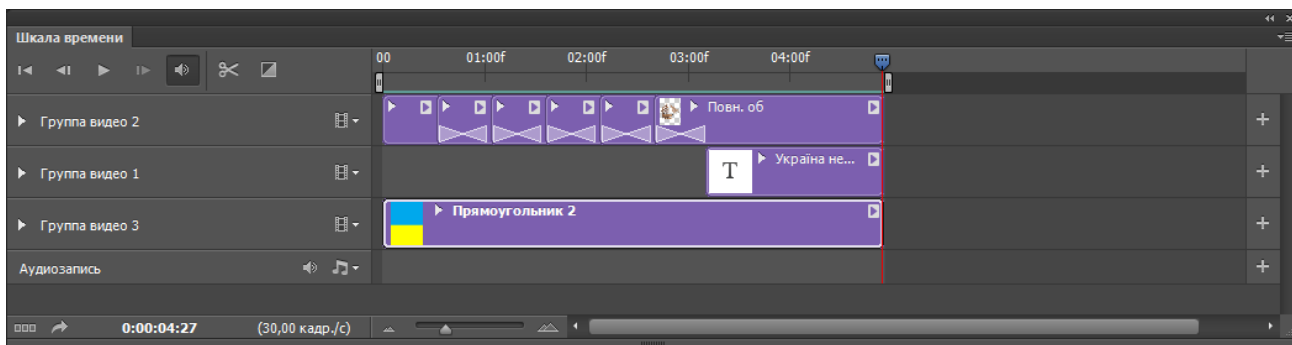 Шкала времени
00 01:00f 02:00f 03:00f 04:00f
Группа видео 2 Повн. об
Группа видео 1 T Україна не...
Группа видео 3 Прямоугольник 2
Аудиозапись
0:00:04:27 (30,00 кадр./с)